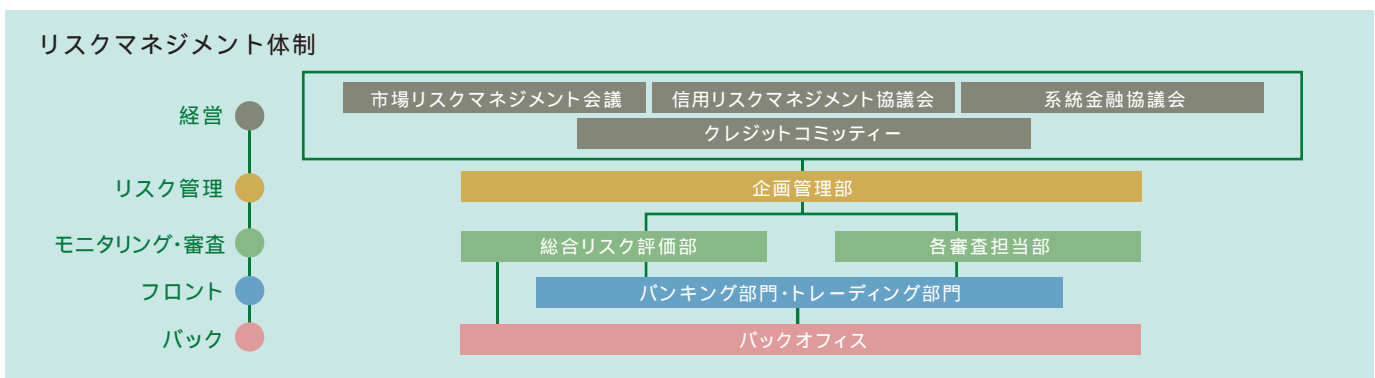 リスクマネジメント体制
経営
市場リスクマネジメント会議
信用リスクマネジメント協議会
系統金融協議会
クレジットコミッティー
リスク管理
企画管理部
モニタリング・審査
総合リスク評価部
各審査担当部
フロント
バンキング部門・トレーディング部門
バック
バックオフィス